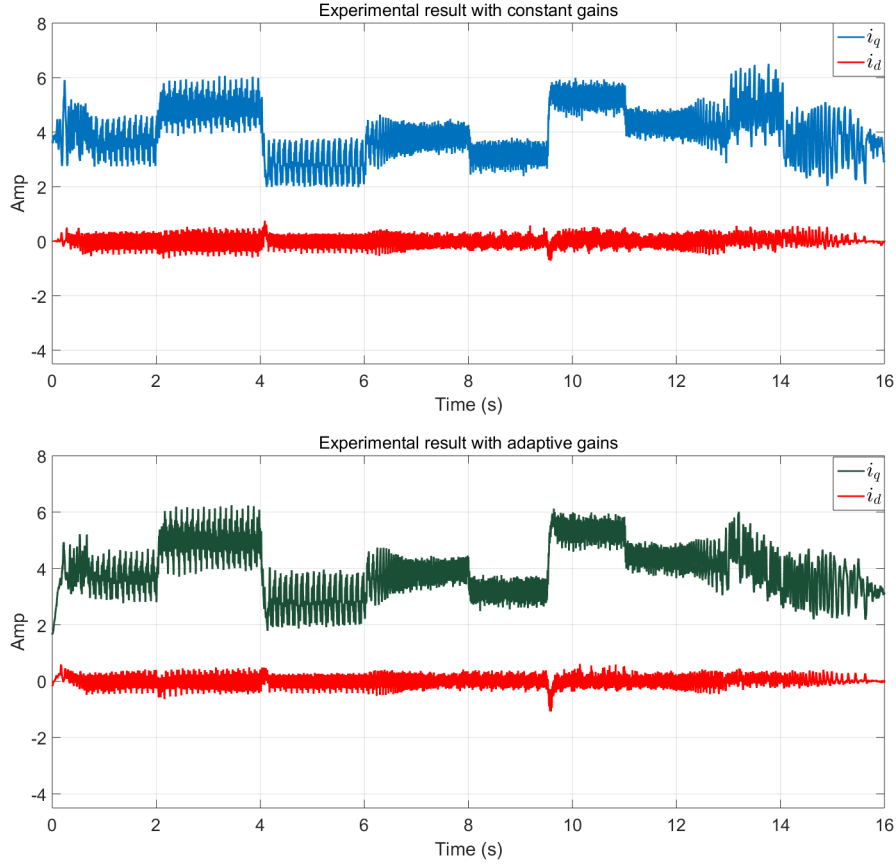 Experimental result with constant gains
8
6
4
2
0
-2
-4
Amp
i_q
i_d
0 2 4 6 8 10 12 14 16
Time (s)
Experimental result with adaptive gains
8
6
4
2
0
-2
-4
Amp
i_q
i_d
0 2 4 6 8 10 12 14 16
Time (s)